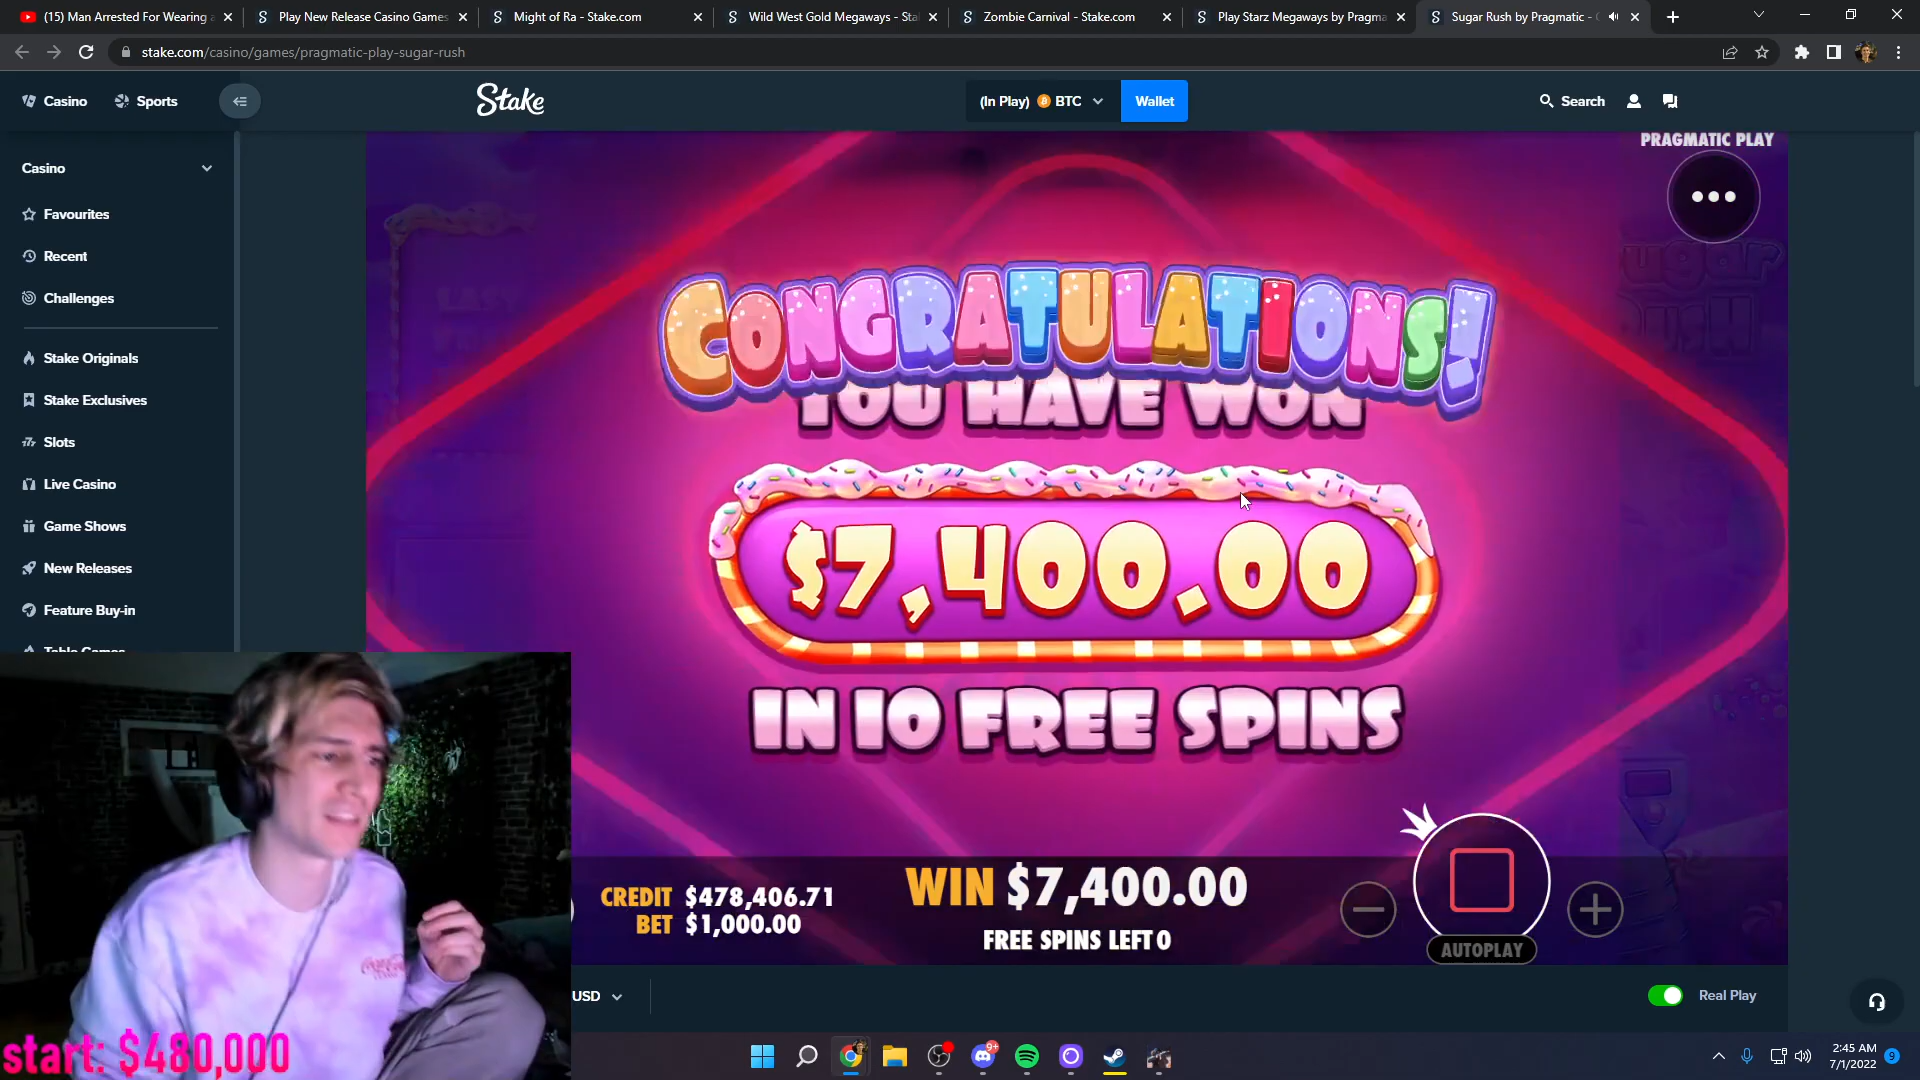 (15) Man Arrested For Wearing a
Play New Release Casino Games
Might of Ra - Stake.com
Wild West Gold Megaways - Sta
Zombie Carnival - Stake.com
Play Starz Megaways by Pragma
Sugar Rush by Pragmatic -
stake.com/casino/games/pragmatic-play-sugar-rush
Casino
Sports
Stake
(In Play) BTC
Wallet
Search
Casino
Favourites
Recent
Challenges
Stake Originals
Stake Exclusives
Slots
Live Casino
Game Shows
New Releases
Feature Buy-in
Table Games
PRAGMATIC PLAY
CONGRATULATIONS!
YOU HAVE WON
$7,400.00
IN 10 FREE SPINS
CREDIT $478,406.71
BET $1,000.00
WIN $7,400.00
FREE SPINS LEFT 0
AUTOPLAY
USD
Real Play
start: $480,000
9+
2:45 AM
7/1/2022
9